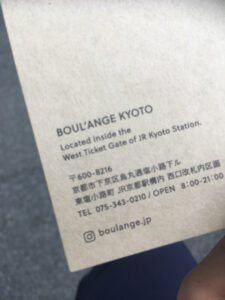 BOUL'ANGE KYOTO
Located Inside the
West Ticket Gate of JR Kyoto Station.
〒600-8216
京都市下京区烏丸通塩小路下ル
東塩小路町 JR京都駅構内 西口改札内区画
TEL 075-343-0210 / OPEN 8:00-21:00
boulange.jp